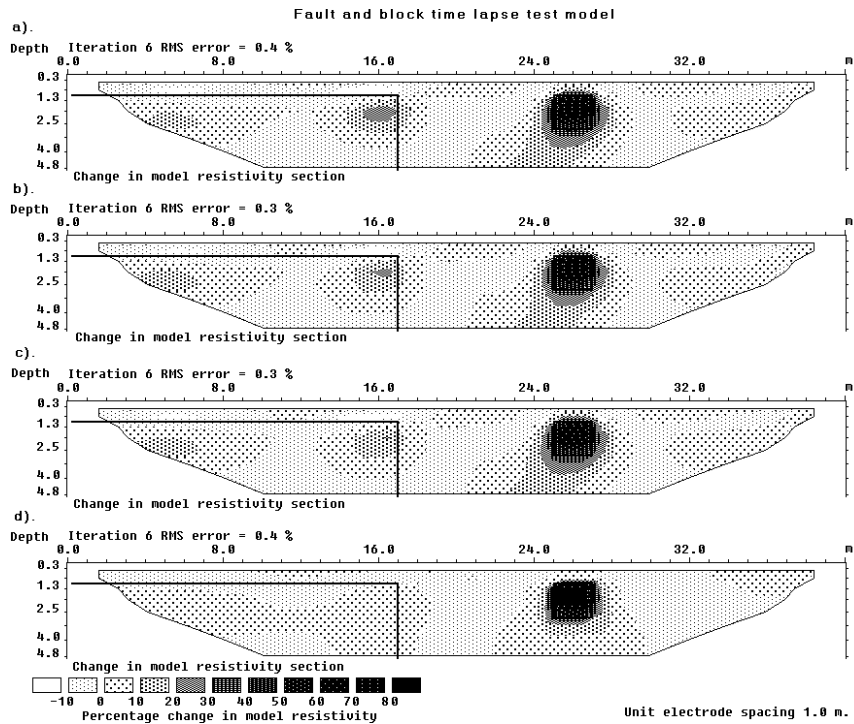 Fault and block time lapse test model
a).
Depth Iteration 6 RMS error = 0.4 %
0.0 8.0 16.0 24.0 32.0 m
0.3
1.3
2.5
4.0
4.8
Change in model resistivity section
b).
Depth Iteration 6 RMS error = 0.3 %
0.0 8.0 16.0 24.0 32.0 m
0.3
1.3
2.5
4.0
4.8
Change in model resistivity section
c).
Depth Iteration 6 RMS error = 0.3 %
0.0 8.0 16.0 24.0 32.0 m
0.3
1.3
2.5
4.0
4.8
Change in model resistivity section
d).
Depth Iteration 6 RMS error = 0.4 %
0.0 8.0 16.0 24.0 32.0 m
0.3
1.3
2.5
4.0
4.8
Change in model resistivity section
-10 0 10 20 30 40 50 60 70 80
Percentage change in model resistivity
Unit electrode spacing 1.0 m.